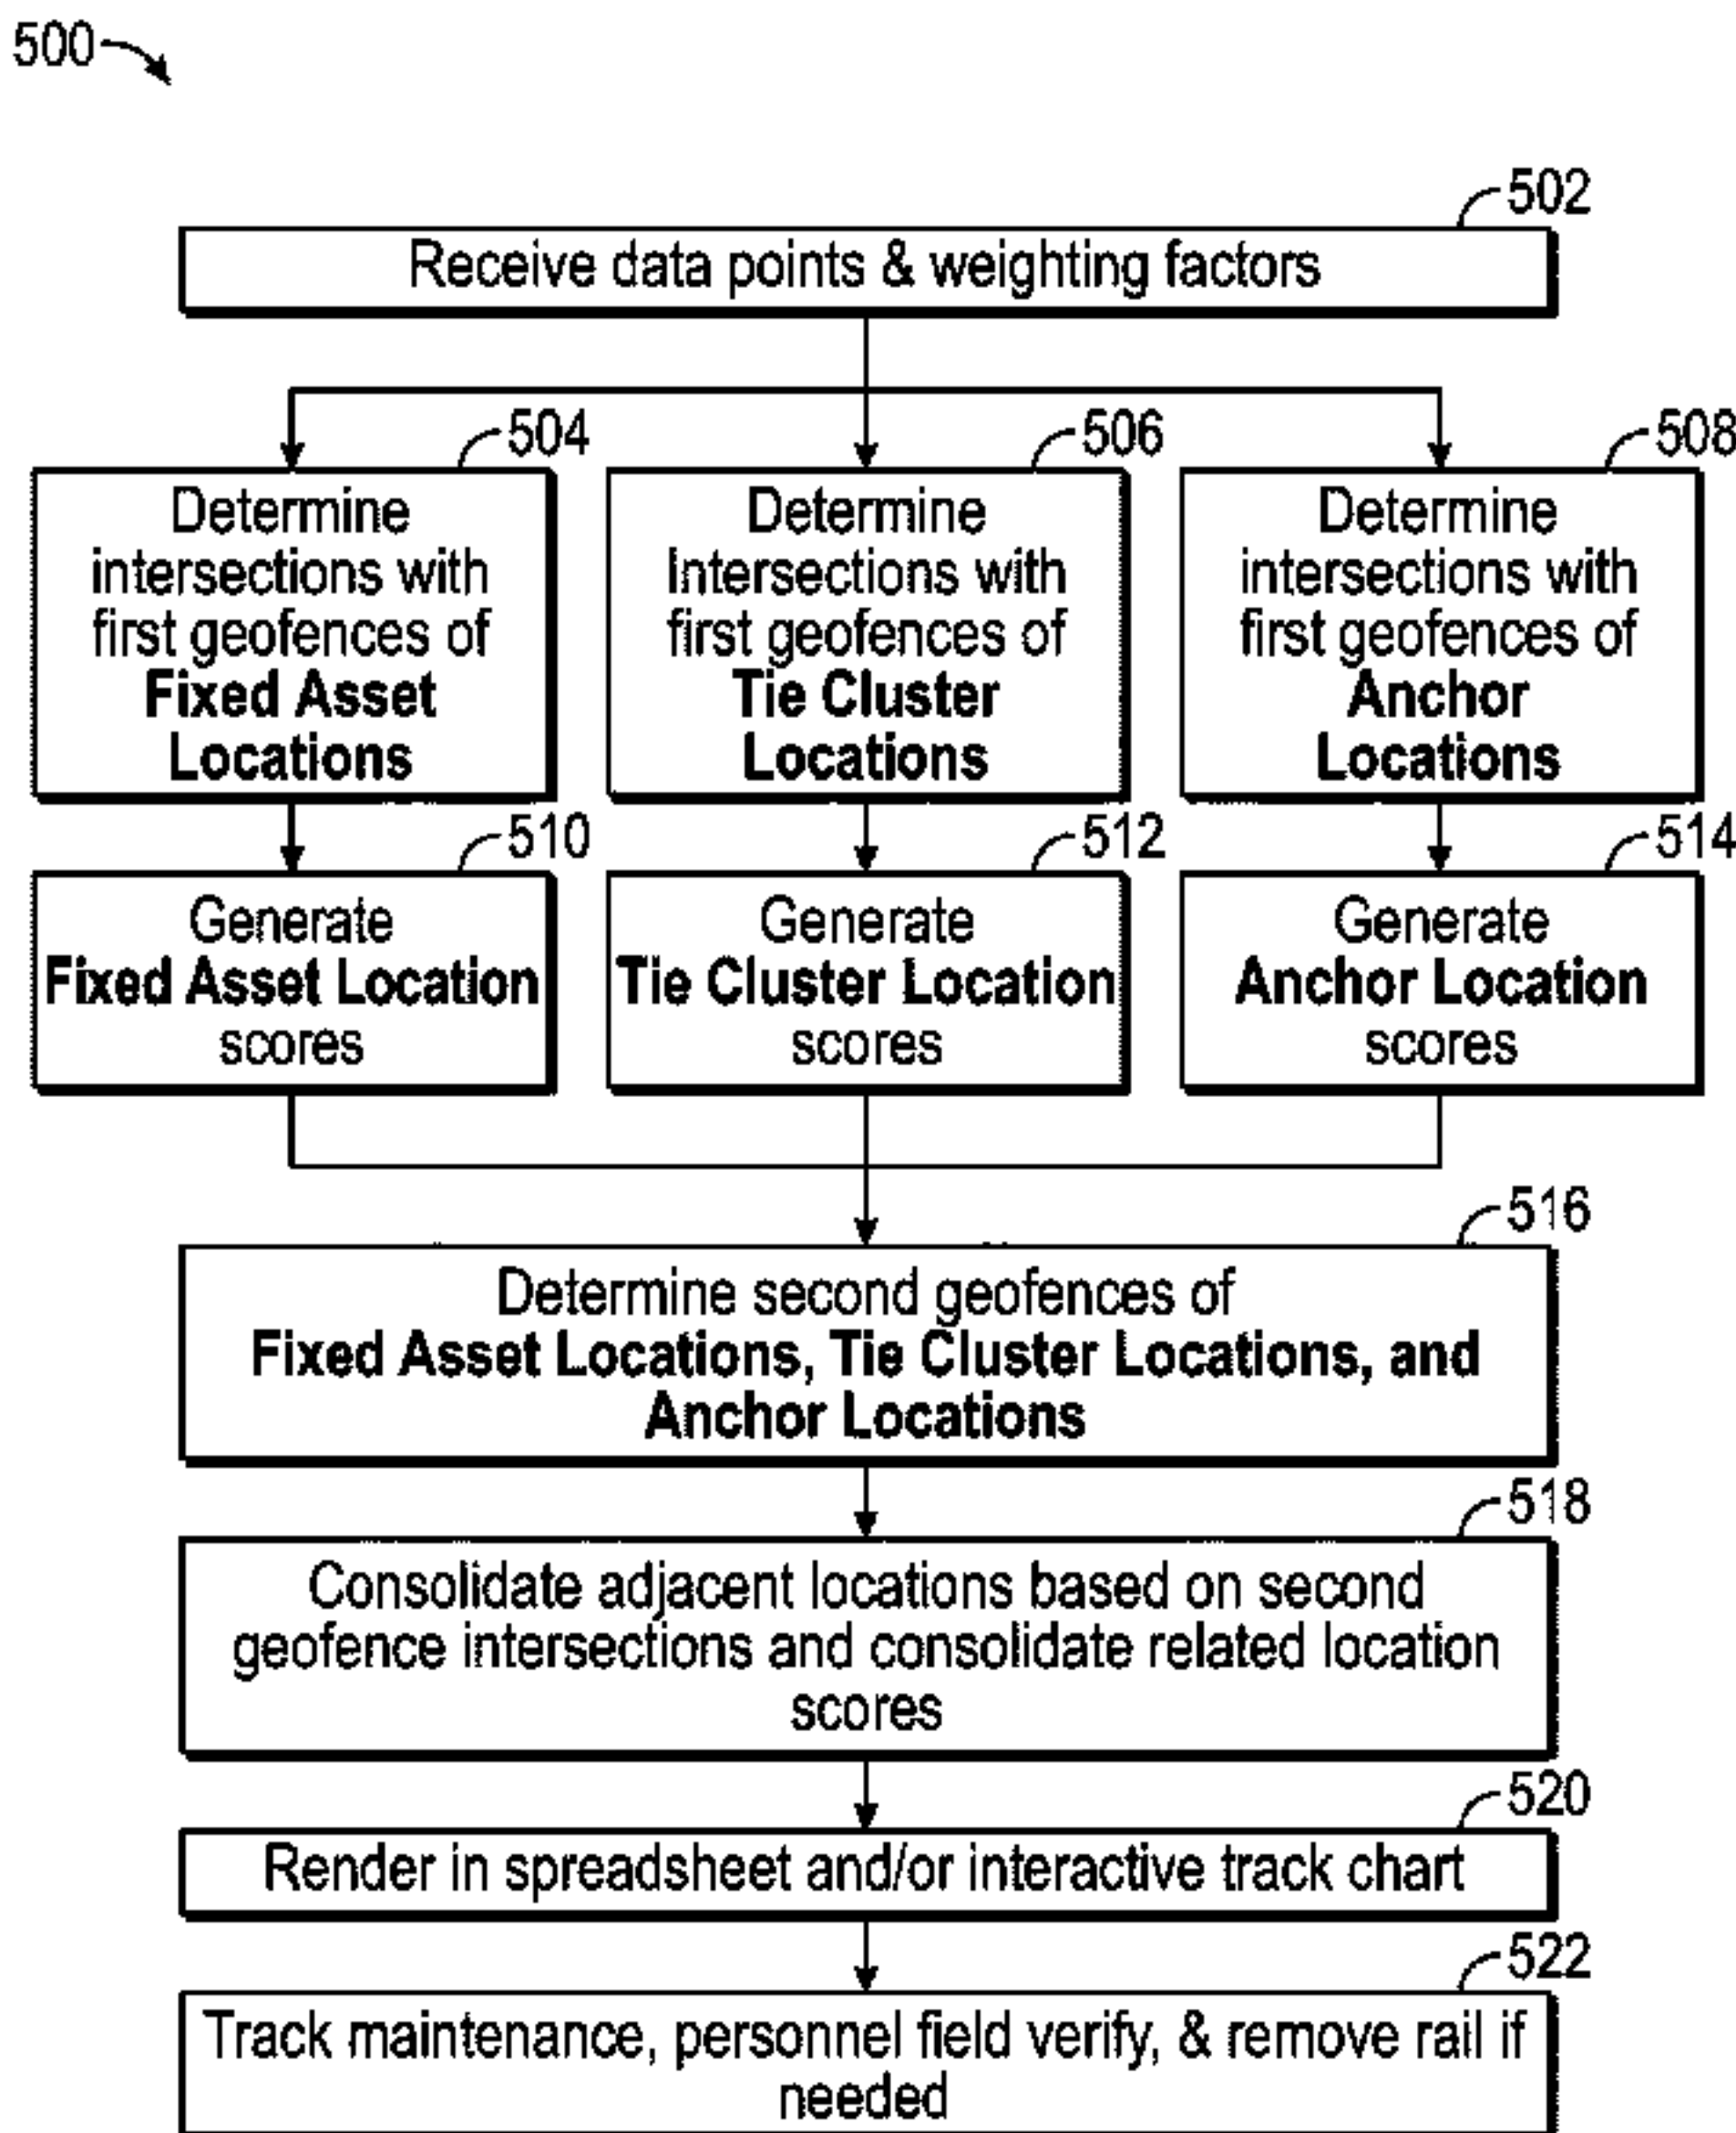 500
502
Receive data points & weighting factors
504
506
508
Determine
intersections with
first geofences of
Fixed Asset
Locations
Determine
Intersections with
first geofences of
Tie Cluster
Locations
Determine
intersections with
first geofences of
Anchor
Locations
510
512
514
Generate
Fixed Asset Location
scores
Generate
Tie Cluster Location
scores
Generate
Anchor Location
scores
516
Determine second geofences of
Fixed Asset Locations, Tie Cluster Locations, and
Anchor Locations
518
Consolidate adjacent locations based on second
geofence intersections and consolidate related location
scores
520
Render in spreadsheet and/or interactive track chart
522
Track maintenance, personnel field verify, & remove rail if
needed